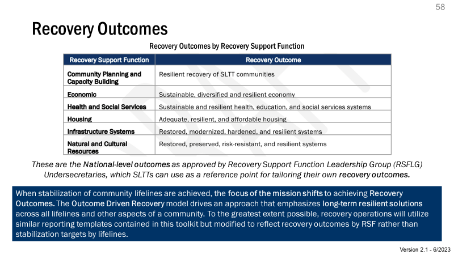 58
Recovery Outcomes
Recovery Outcomes by Recovery Support Function
Recovery Support Function Recovery Outcome
Community Planning and
Capacity Building
Resilient recovery of SLTT communities
Economic Sustainable, diversified and resilient economy
Health and Social Services Sustainable and resilient health, education, and social services systems
Housing Adequate, resilient, and affordable housing
Infrastructure Systems Restored, modernized, hardened, and resilient systems
Natural and Cultural
Resources
Restored, preserved, risk-resistant, and resilient systems
These are the National-level outcomes as approved by Recovery Support Function Leadership Group (RSFLG)
Undersecretaries, which SLTTs can use as a reference point for tailoring their own recovery outcomes.
When stabilization of community lifelines are achieved, the focus of the mission shifts to achieving Recovery
Outcomes. The Outcome Driven Recovery model drives an approach that emphasizes long-term resilient solutions
across all lifelines and other aspects of a community. To the greatest extent possible, recovery operations will utilize
similar reporting templates contained in this toolkit but modified to reflect recovery outcomes by RSF rather than
stabilization targets by lifelines.
Version 2.1 - 6/2023